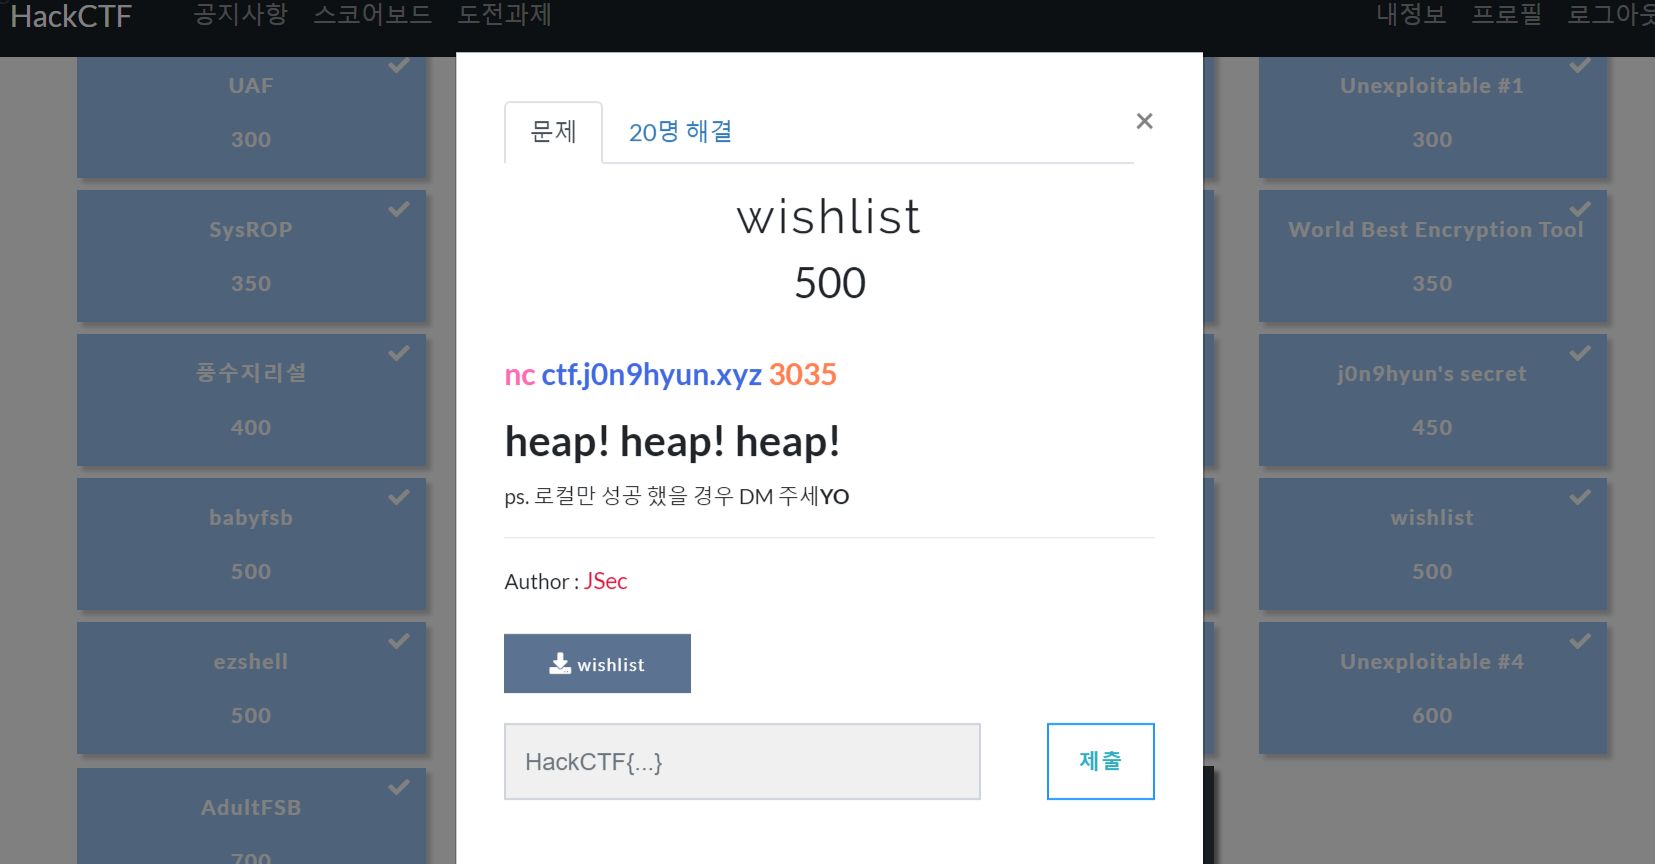 HackCTF 공지사항 스코어보드 도전과제 내정보 프로필 로그아웃
UAF
300
Unexploitable #1
300
SysROP
350
World Best Encryption Tool
350
풍수지리설
400
j0n9hyun's secret
450
babyfsb
500
wishlist
500
ezshell
500
Unexploitable #4
600
AdultFSB
700
문제 20명 해결
×
wishlist
500
nc ctf.j0n9hyun.xyz 3035
heap! heap! heap!
ps. 로컬만 성공 했을 경우 DM 주세YO
Author : JSec
wishlist
HackCTF{...} 제출